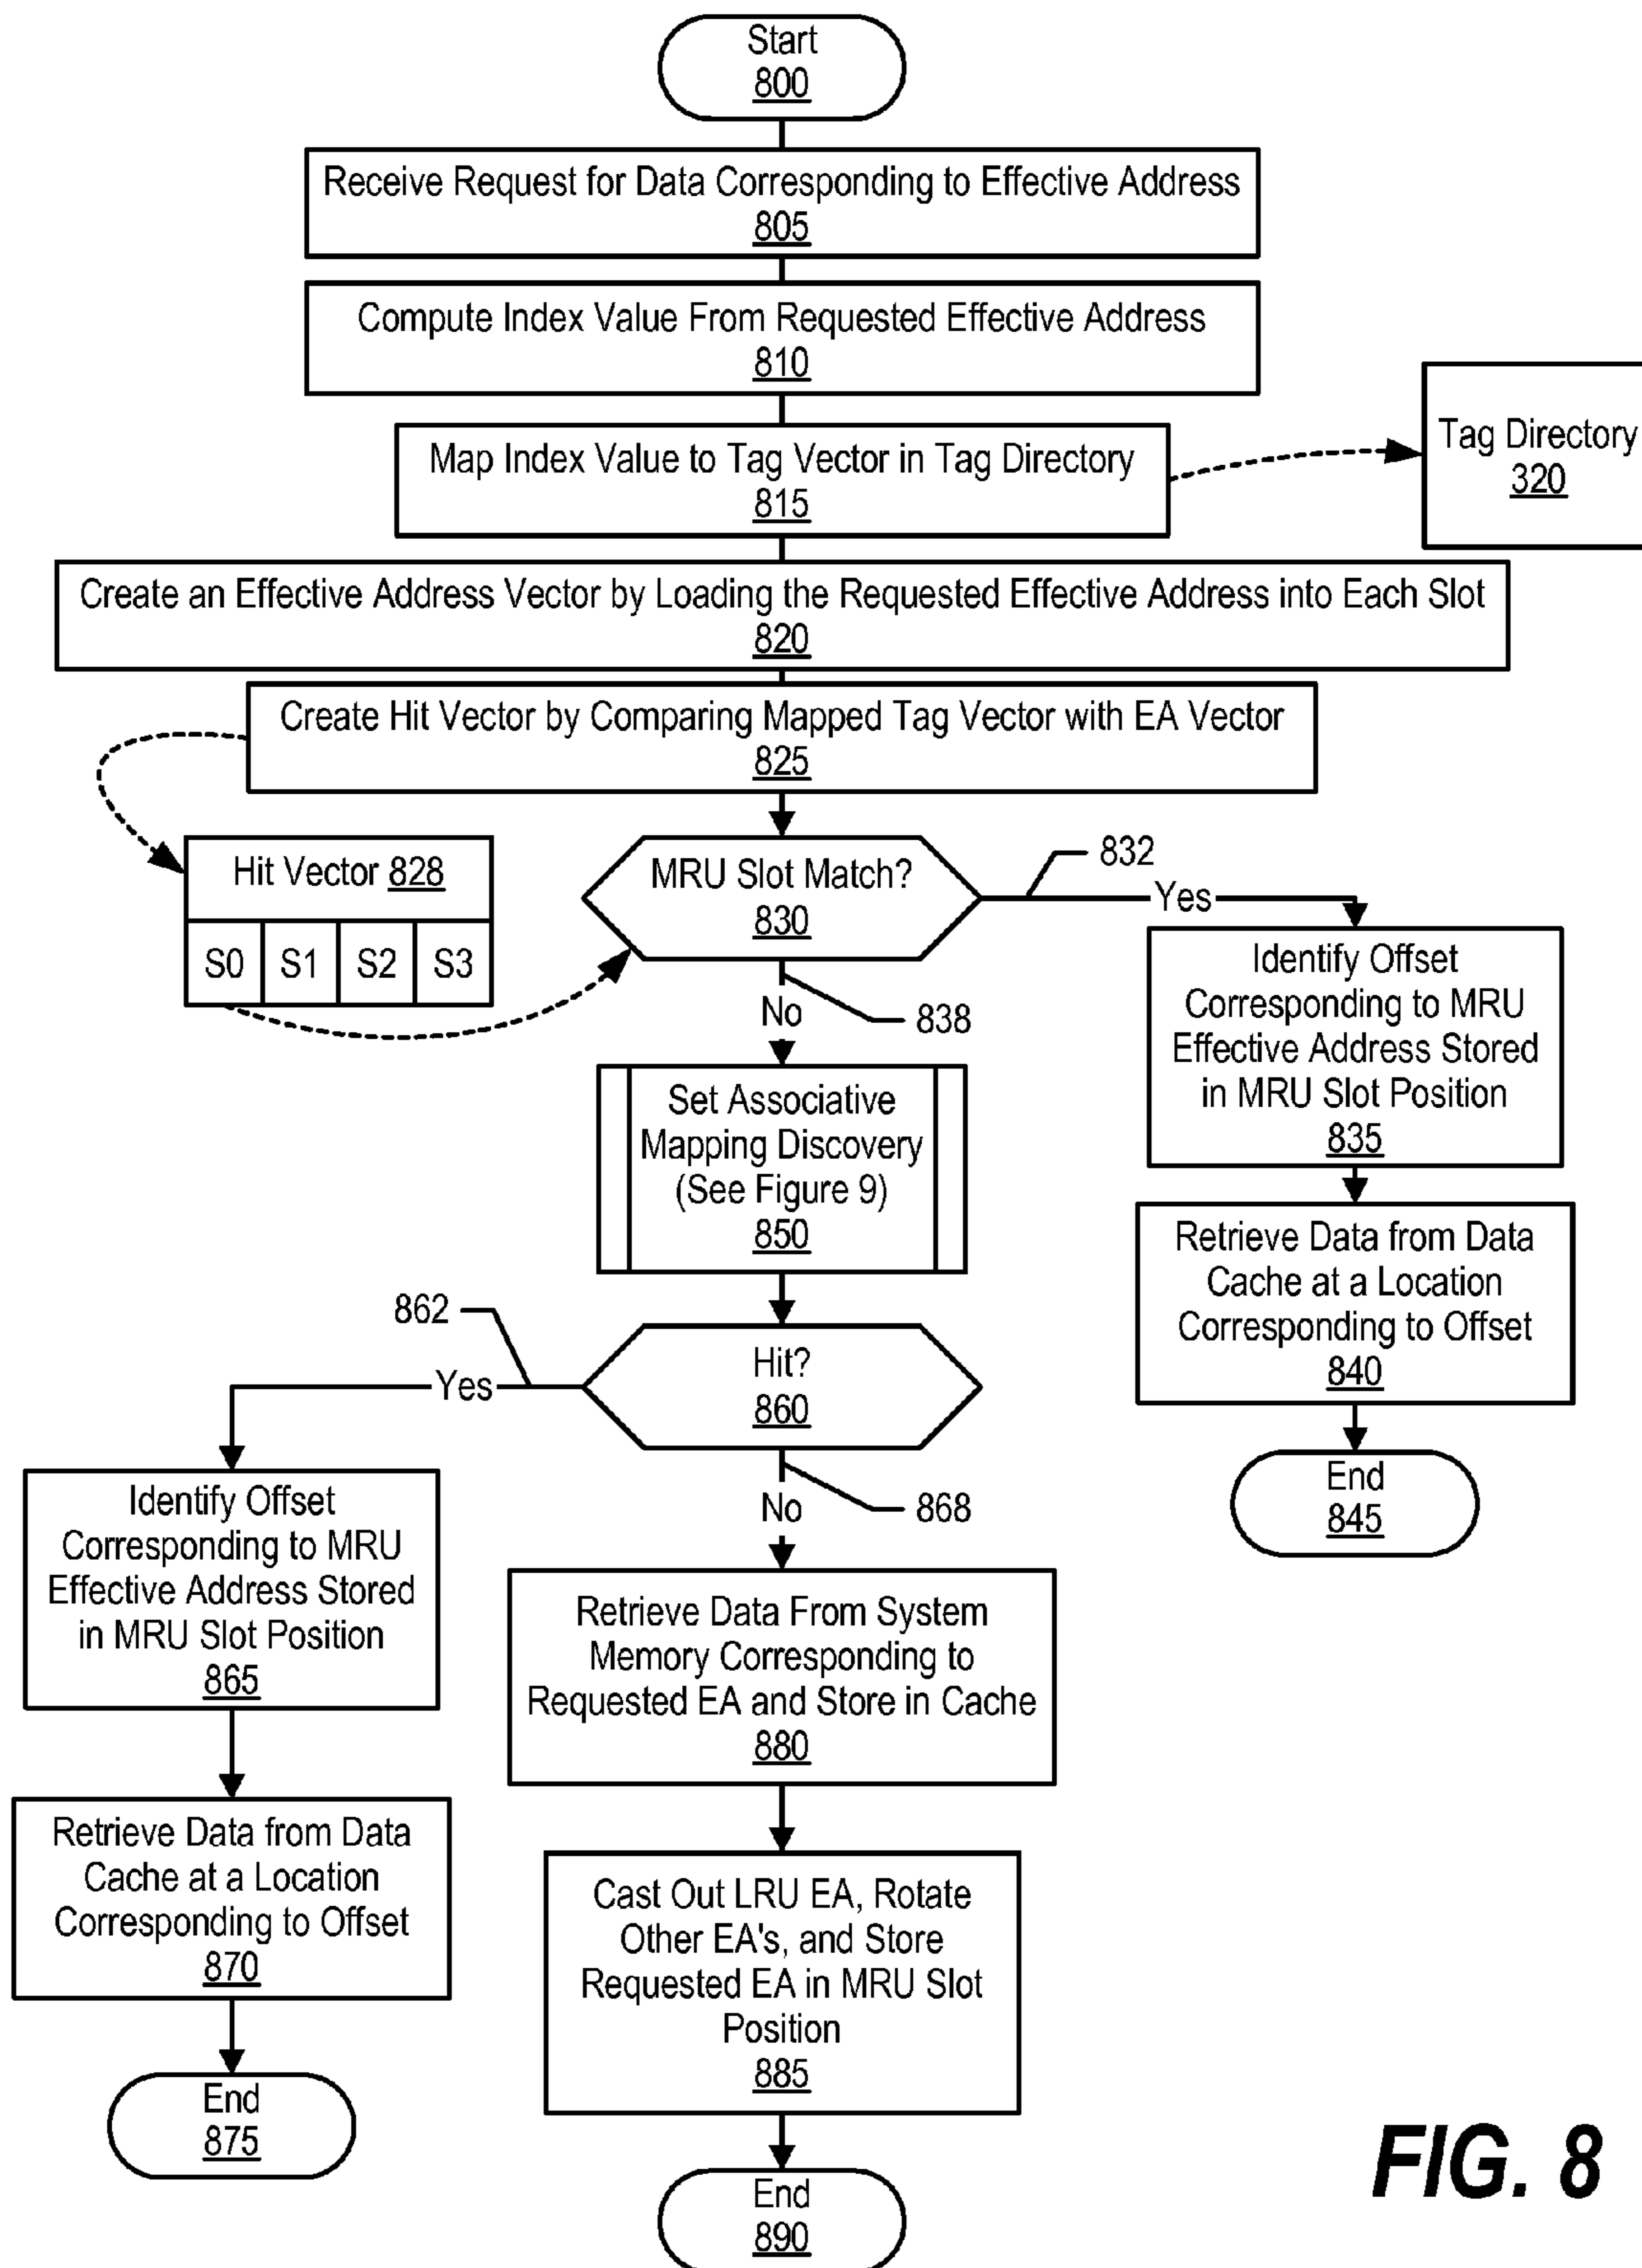 Start
800
Receive Request for Data Corresponding to Effective Address
805
Compute Index Value From Requested Effective Address
810
Map Index Value to Tag Vector in Tag Directory
815
Tag Directory
320
Create an Effective Address Vector by Loading the Requested Effective Address into Each Slot
820
Create Hit Vector by Comparing Mapped Tag Vector with EA Vector
825
Hit Vector 828
S0 S1 S2 S3
MRU Slot Match?
830
832
Yes
No
838
Identify Offset
Corresponding to MRU
Effective Address Stored
in MRU Slot Position
835
Retrieve Data from Data
Cache at a Location
Corresponding to Offset
840
End
845
Set Associative
Mapping Discovery
(See Figure 9)
850
Hit?
860
862
Yes
No
868
Identify Offset
Corresponding to MRU
Effective Address Stored
in MRU Slot Position
865
Retrieve Data from Data
Cache at a Location
Corresponding to Offset
870
End
875
Retrieve Data From System
Memory Corresponding to
Requested EA and Store in Cache
880
Cast Out LRU EA, Rotate
Other EA's, and Store
Requested EA in MRU Slot
Position
885
End
890
FIG. 8